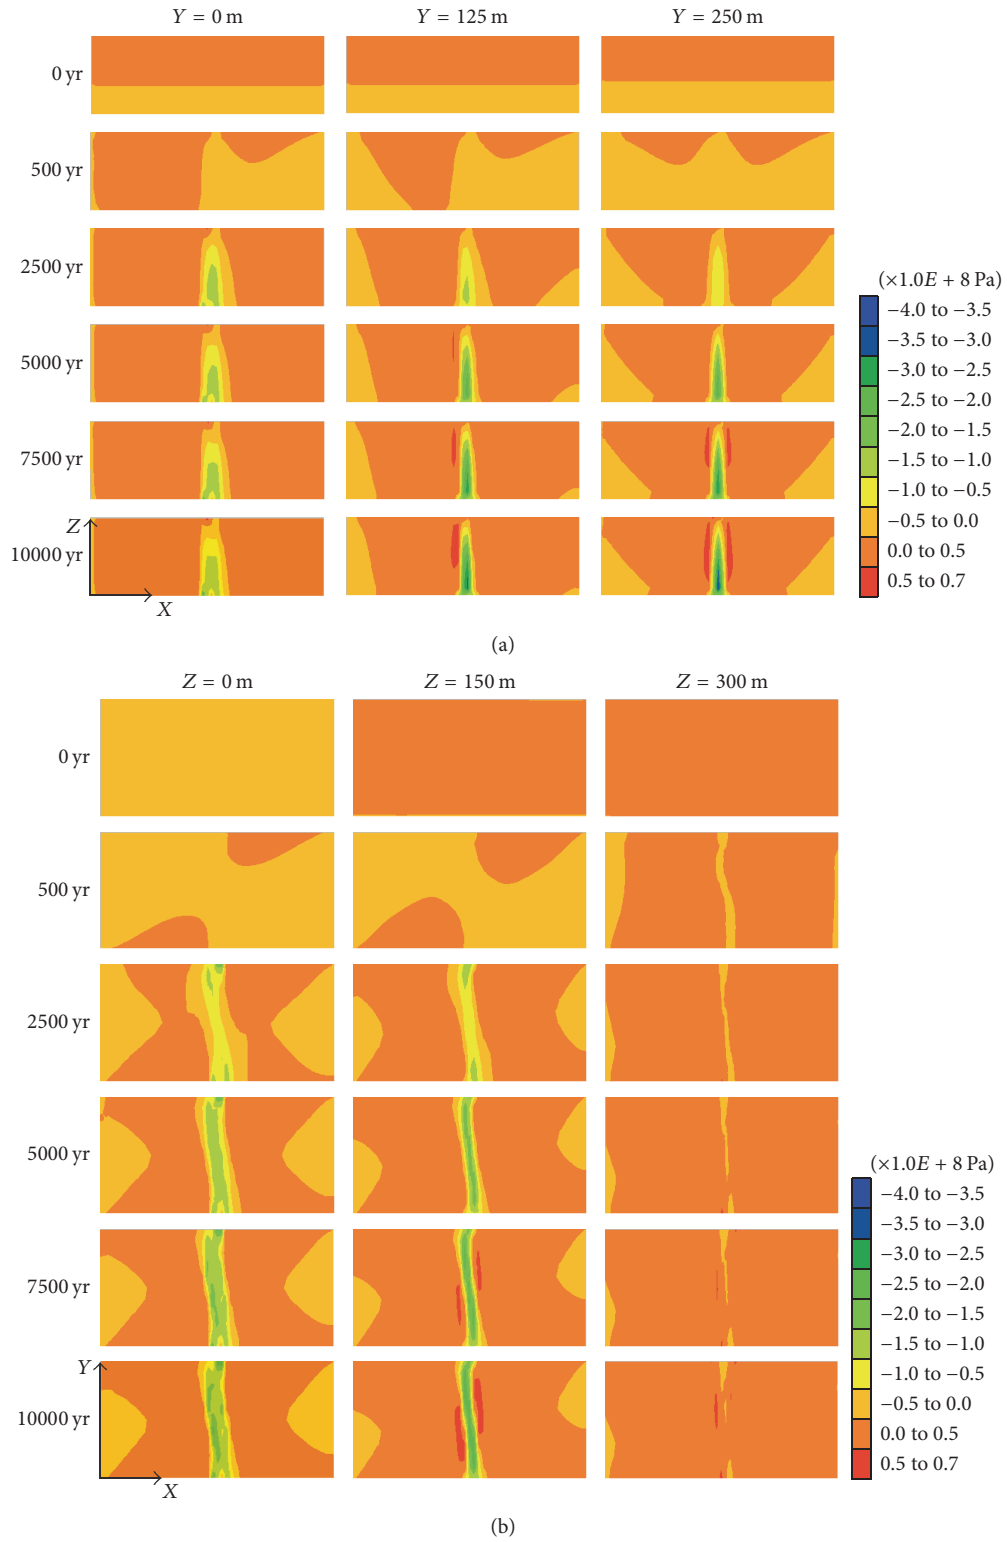 Y = 0 m
Y = 125 m
Y = 250 m
0 yr
500 yr
2500 yr
5000 yr
7500 yr
10000 yr
Z
X
(×1.0E + 8 Pa)
−4.0 to −3.5
−3.5 to −3.0
−3.0 to −2.5
−2.5 to −2.0
−2.0 to −1.5
−1.5 to −1.0
−1.0 to −0.5
−0.5 to 0.0
0.0 to 0.5
0.5 to 0.7
(a)
Z = 0 m
Z = 150 m
Z = 300 m
0 yr
500 yr
2500 yr
5000 yr
7500 yr
10000 yr
Y
X
(×1.0E + 8 Pa)
−4.0 to −3.5
−3.5 to −3.0
−3.0 to −2.5
−2.5 to −2.0
−2.0 to −1.5
−1.5 to −1.0
−1.0 to −0.5
−0.5 to 0.0
0.0 to 0.5
0.5 to 0.7
(b)